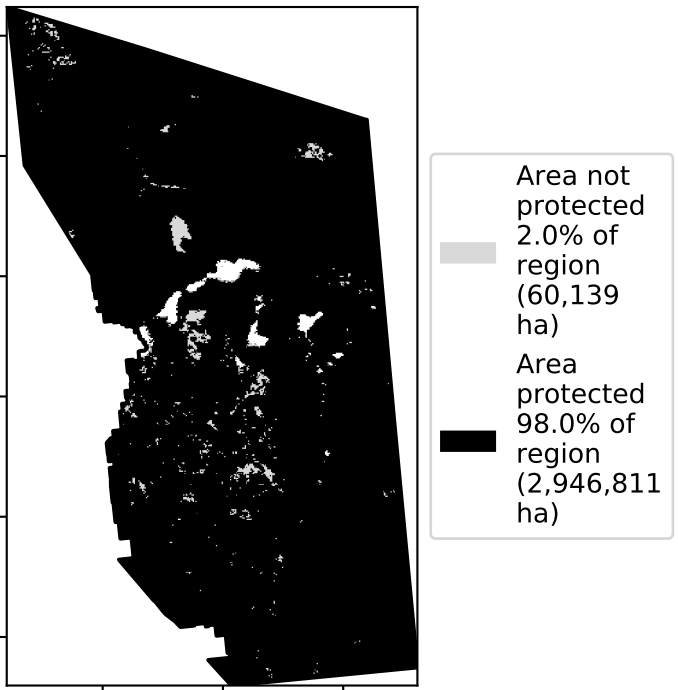 Area not
protected
2.0% of
region
(60,139
ha)
Area
protected
98.0% of
region
(2,946,811
ha)